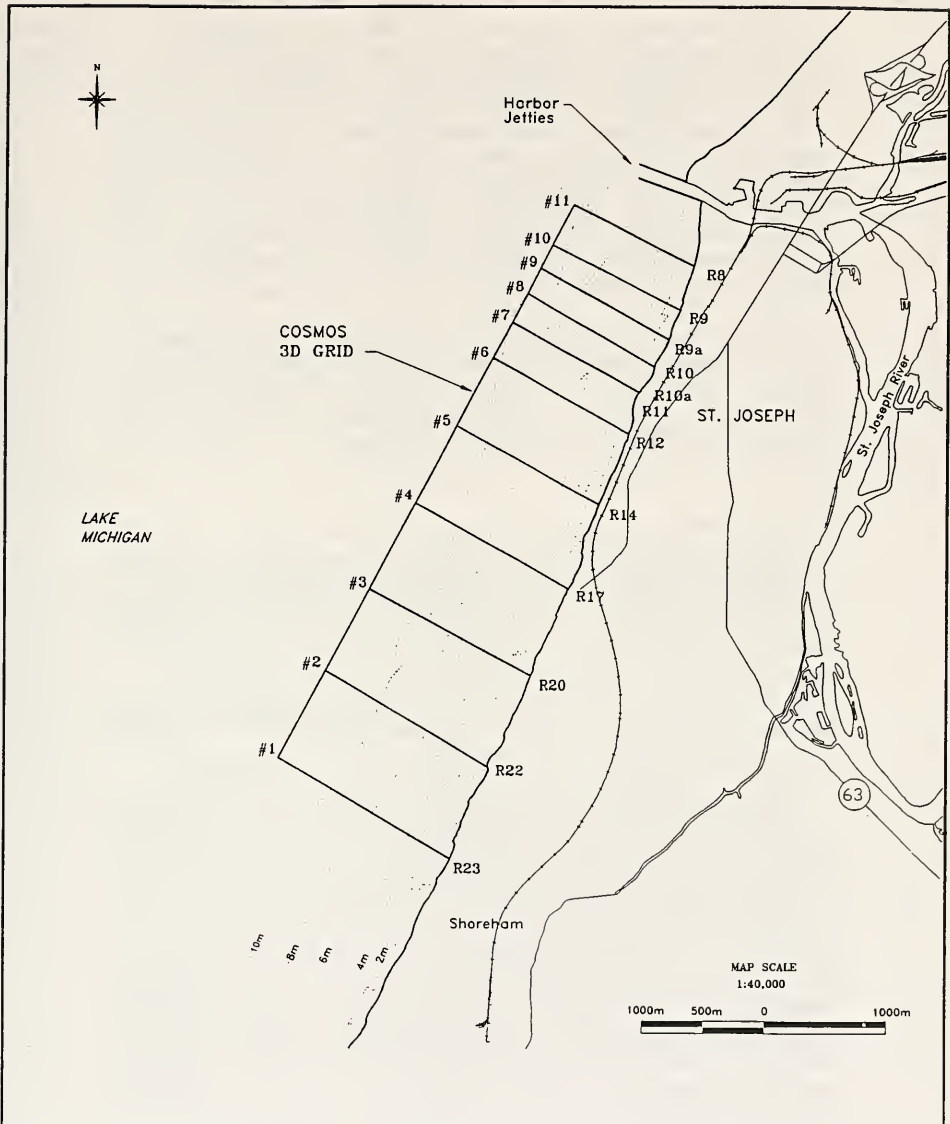 N
Harbor
Jetties
#11
#10
#9
#8
#7
#6
#5
#4
#3
#2
#1
R8
R9
R9a
R10
R10a
R11
R12
R14
R17
R20
R22
R23
COSMOS
3D GRID
ST. JOSEPH
St. Joseph River
LAKE
MICHIGAN
63
Shoreham
10m
8m
6m
4m
2m
MAP SCALE
1:40,000
1000m 500m 0 1000m